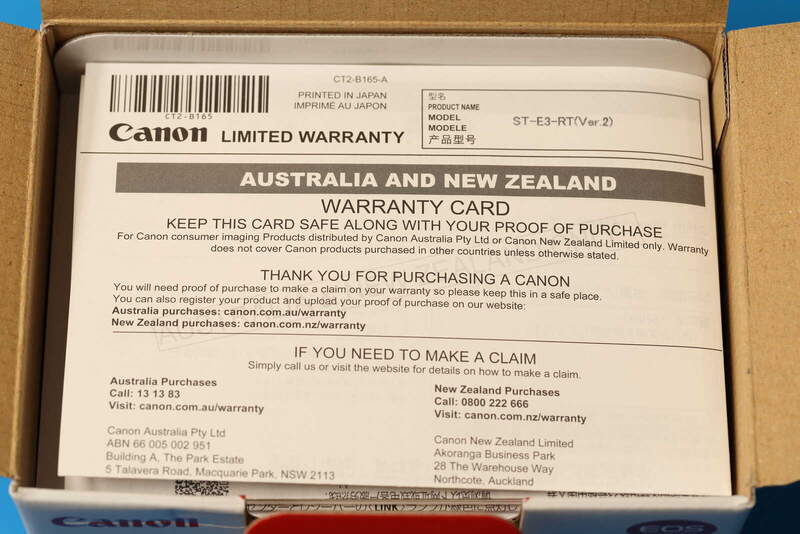 CT2-B165-A
CT2-B165
PRINTED IN JAPAN
IMPRIMÉ AU JAPON
Canon LIMITED WARRANTY
型名
PRODUCT NAME
MODEL
MODELE
产品型号
ST-E3-RT(Ver.2)
AUSTRALIA AND NEW ZEALAND
WARRANTY CARD
KEEP THIS CARD SAFE ALONG WITH YOUR PROOF OF PURCHASE
For Canon consumer imaging Products distributed by Canon Australia Pty Ltd or Canon New Zealand Limited only. Warranty
does not cover Canon products purchased in other countries unless otherwise stated.
THANK YOU FOR PURCHASING A CANON
You will need proof of purchase to make a claim on your warranty so please keep this in a safe place.
You can also register your product and upload your proof of purchase on our website:
Australia purchases: canon.com.au/warranty
New Zealand purchases: canon.com.nz/warranty
IF YOU NEED TO MAKE A CLAIM
Simply call us or visit the website for details on how to make a claim.
Australia Purchases
Call: 13 13 83
Visit: canon.com.au/warranty
Canon Australia Pty Ltd
ABN 66 005 002 951
Building A, The Park Estate
5 Talavera Road, Macquarie Park, NSW 2113
New Zealand Purchases
Call: 0800 222 666
Visit: canon.com.nz/warranty
Canon New Zealand Limited
Akoranga Business Park
28 The Warehouse Way
Northcote, Auckland
LINK
Canon
EOS